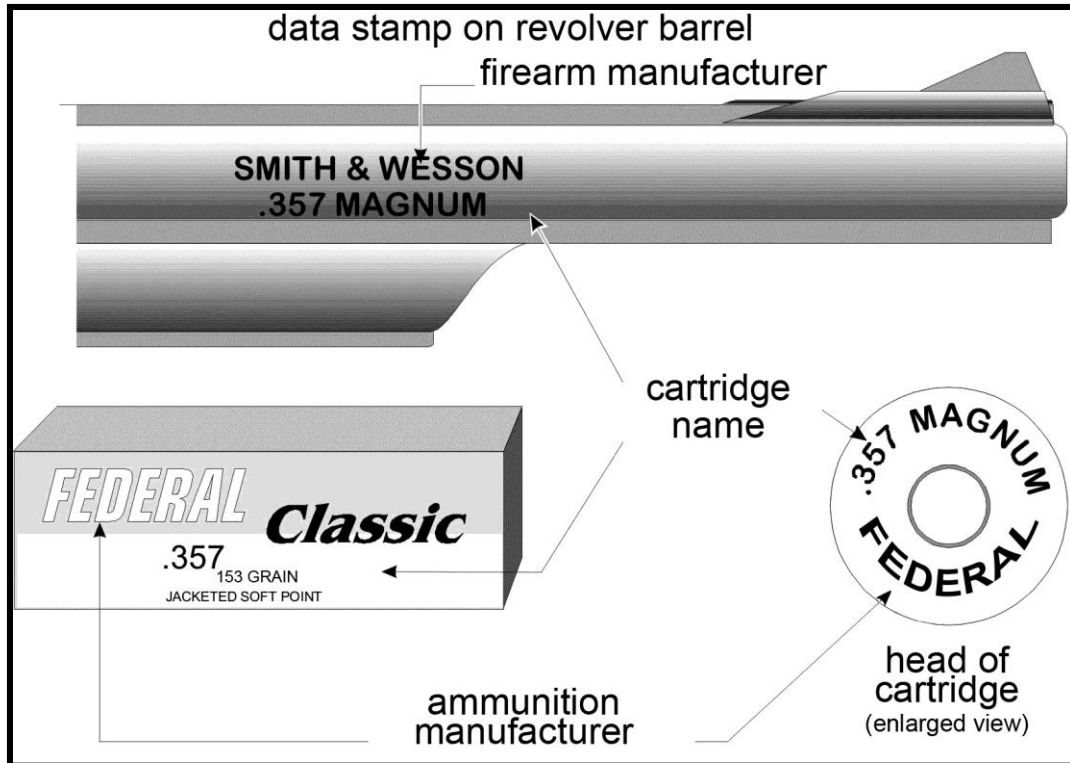 data stamp on revolver barrel
firearm manufacturer
SMITH & WESSON
.357 MAGNUM
cartridge
name
.357 MAGNUM
FEDERAL
FEDERAL
Classic
.357
153 GRAIN
JACKETED SOFT POINT
ammunition
manufacturer
head of
cartridge
(enlarged view)